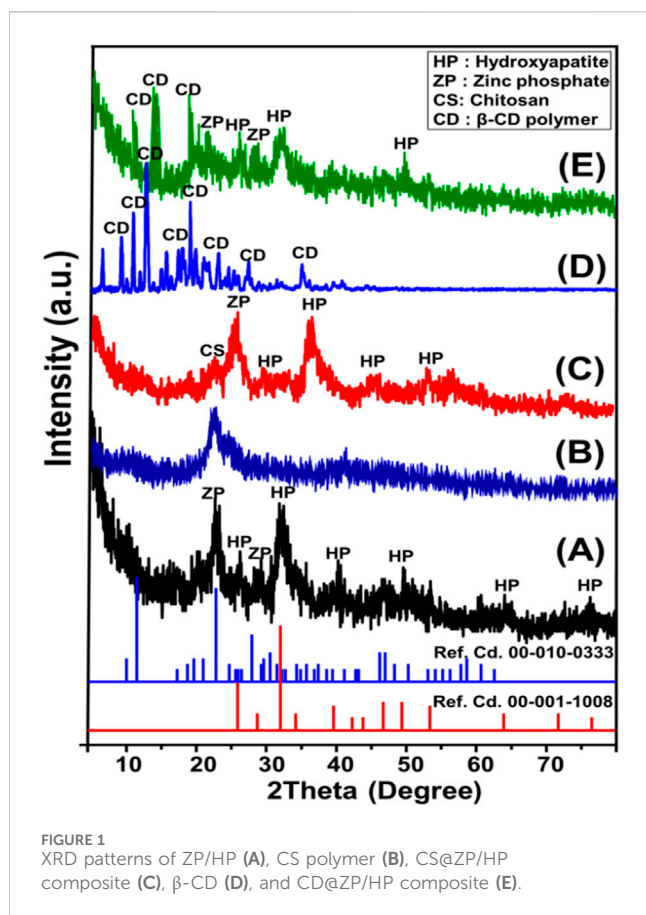 HP : Hydroxyapatite
ZP : Zinc phosphate
CS: Chitosan
CD : β-CD polymer
CD CD CD ZP HP ZP HP HP
(E)
CD CD CD CD CD CD CD CD
(D)
CS ZP HP HP HP HP
(C)
(B)
ZP HP ZP HP HP HP HP HP
(A)
Ref. Cd. 00-010-0333
Ref. Cd. 00-001-1008
Intensity (a.u.)
10 20 30 40 50 60 70
2Theta (Degree)
FIGURE 1
XRD patterns of ZP/HP (A), CS polymer (B), CS@ZP/HP
composite (C), β-CD (D), and CD@ZP/HP composite (E).